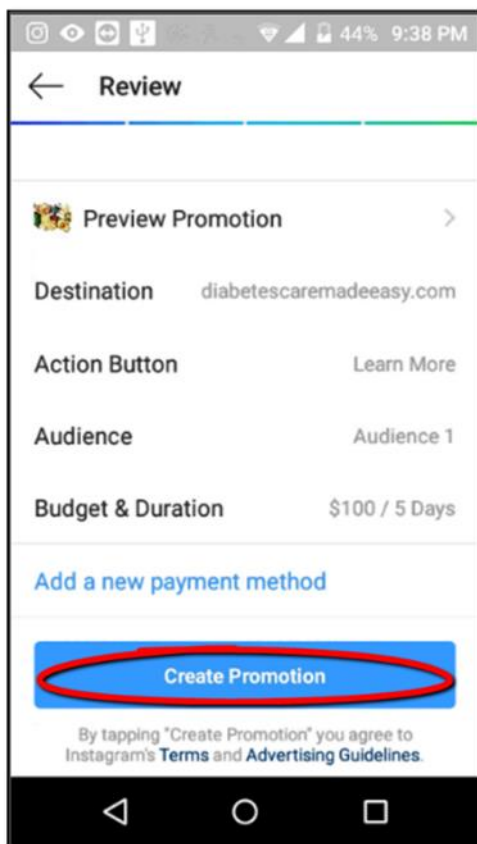 44% 9:38 PM
Review
Preview Promotion
Destination diabetescaremadeeasy.com
Action Button Learn More
Audience Audience 1
Budget & Duration $100 / 5 Days
Add a new payment method
Create Promotion
By tapping "Create Promotion" you agree to
Instagram's Terms and Advertising Guidelines.